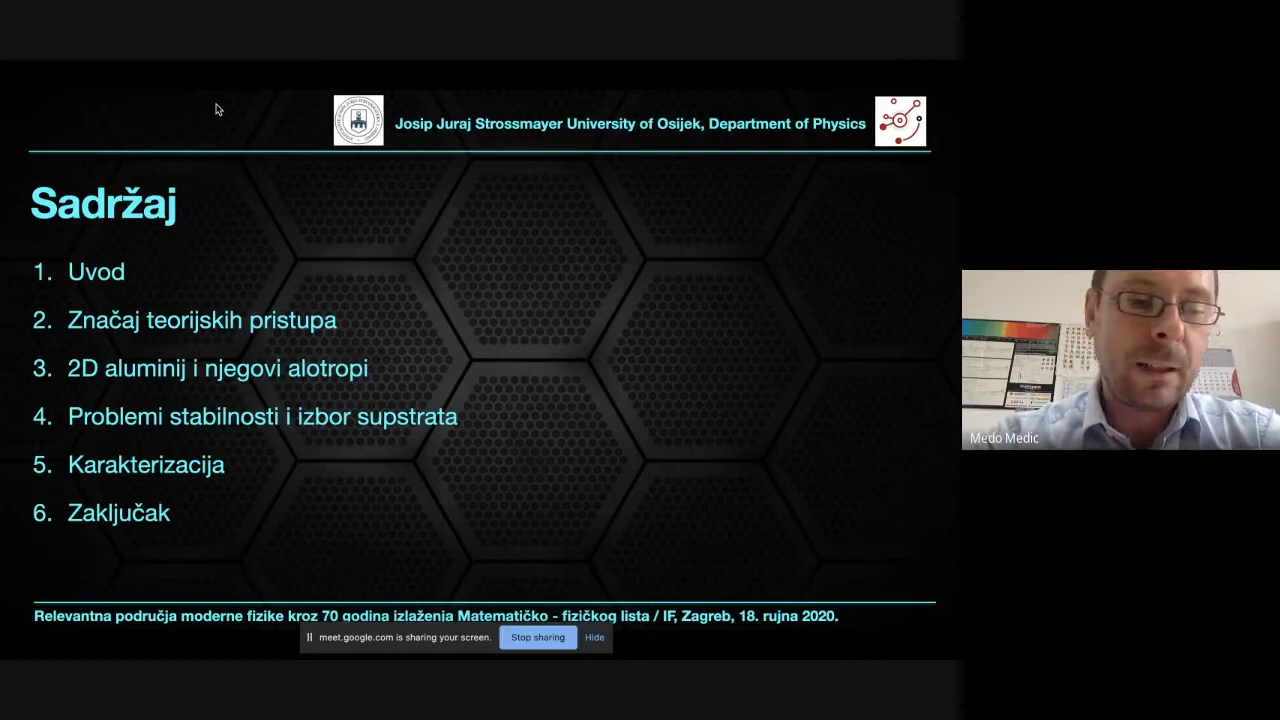 Josip Juraj Strossmayer University of Osijek, Department of Physics
Sadržaj
1. Uvod
2. Značaj teorijskih pristupa
3. 2D aluminij i njegovi alotropi
4. Problemi stabilnosti i izbor supstrata
5. Karakterizacija
6. Zaključak
Relevantna područja moderne fizike kroz 70 godina izlaženja Matematičko - fizičkog lista / IF, Zagreb, 18. rujna 2020.
meet.google.com is sharing your screen.
Stop sharing
Hide
Medo Medic